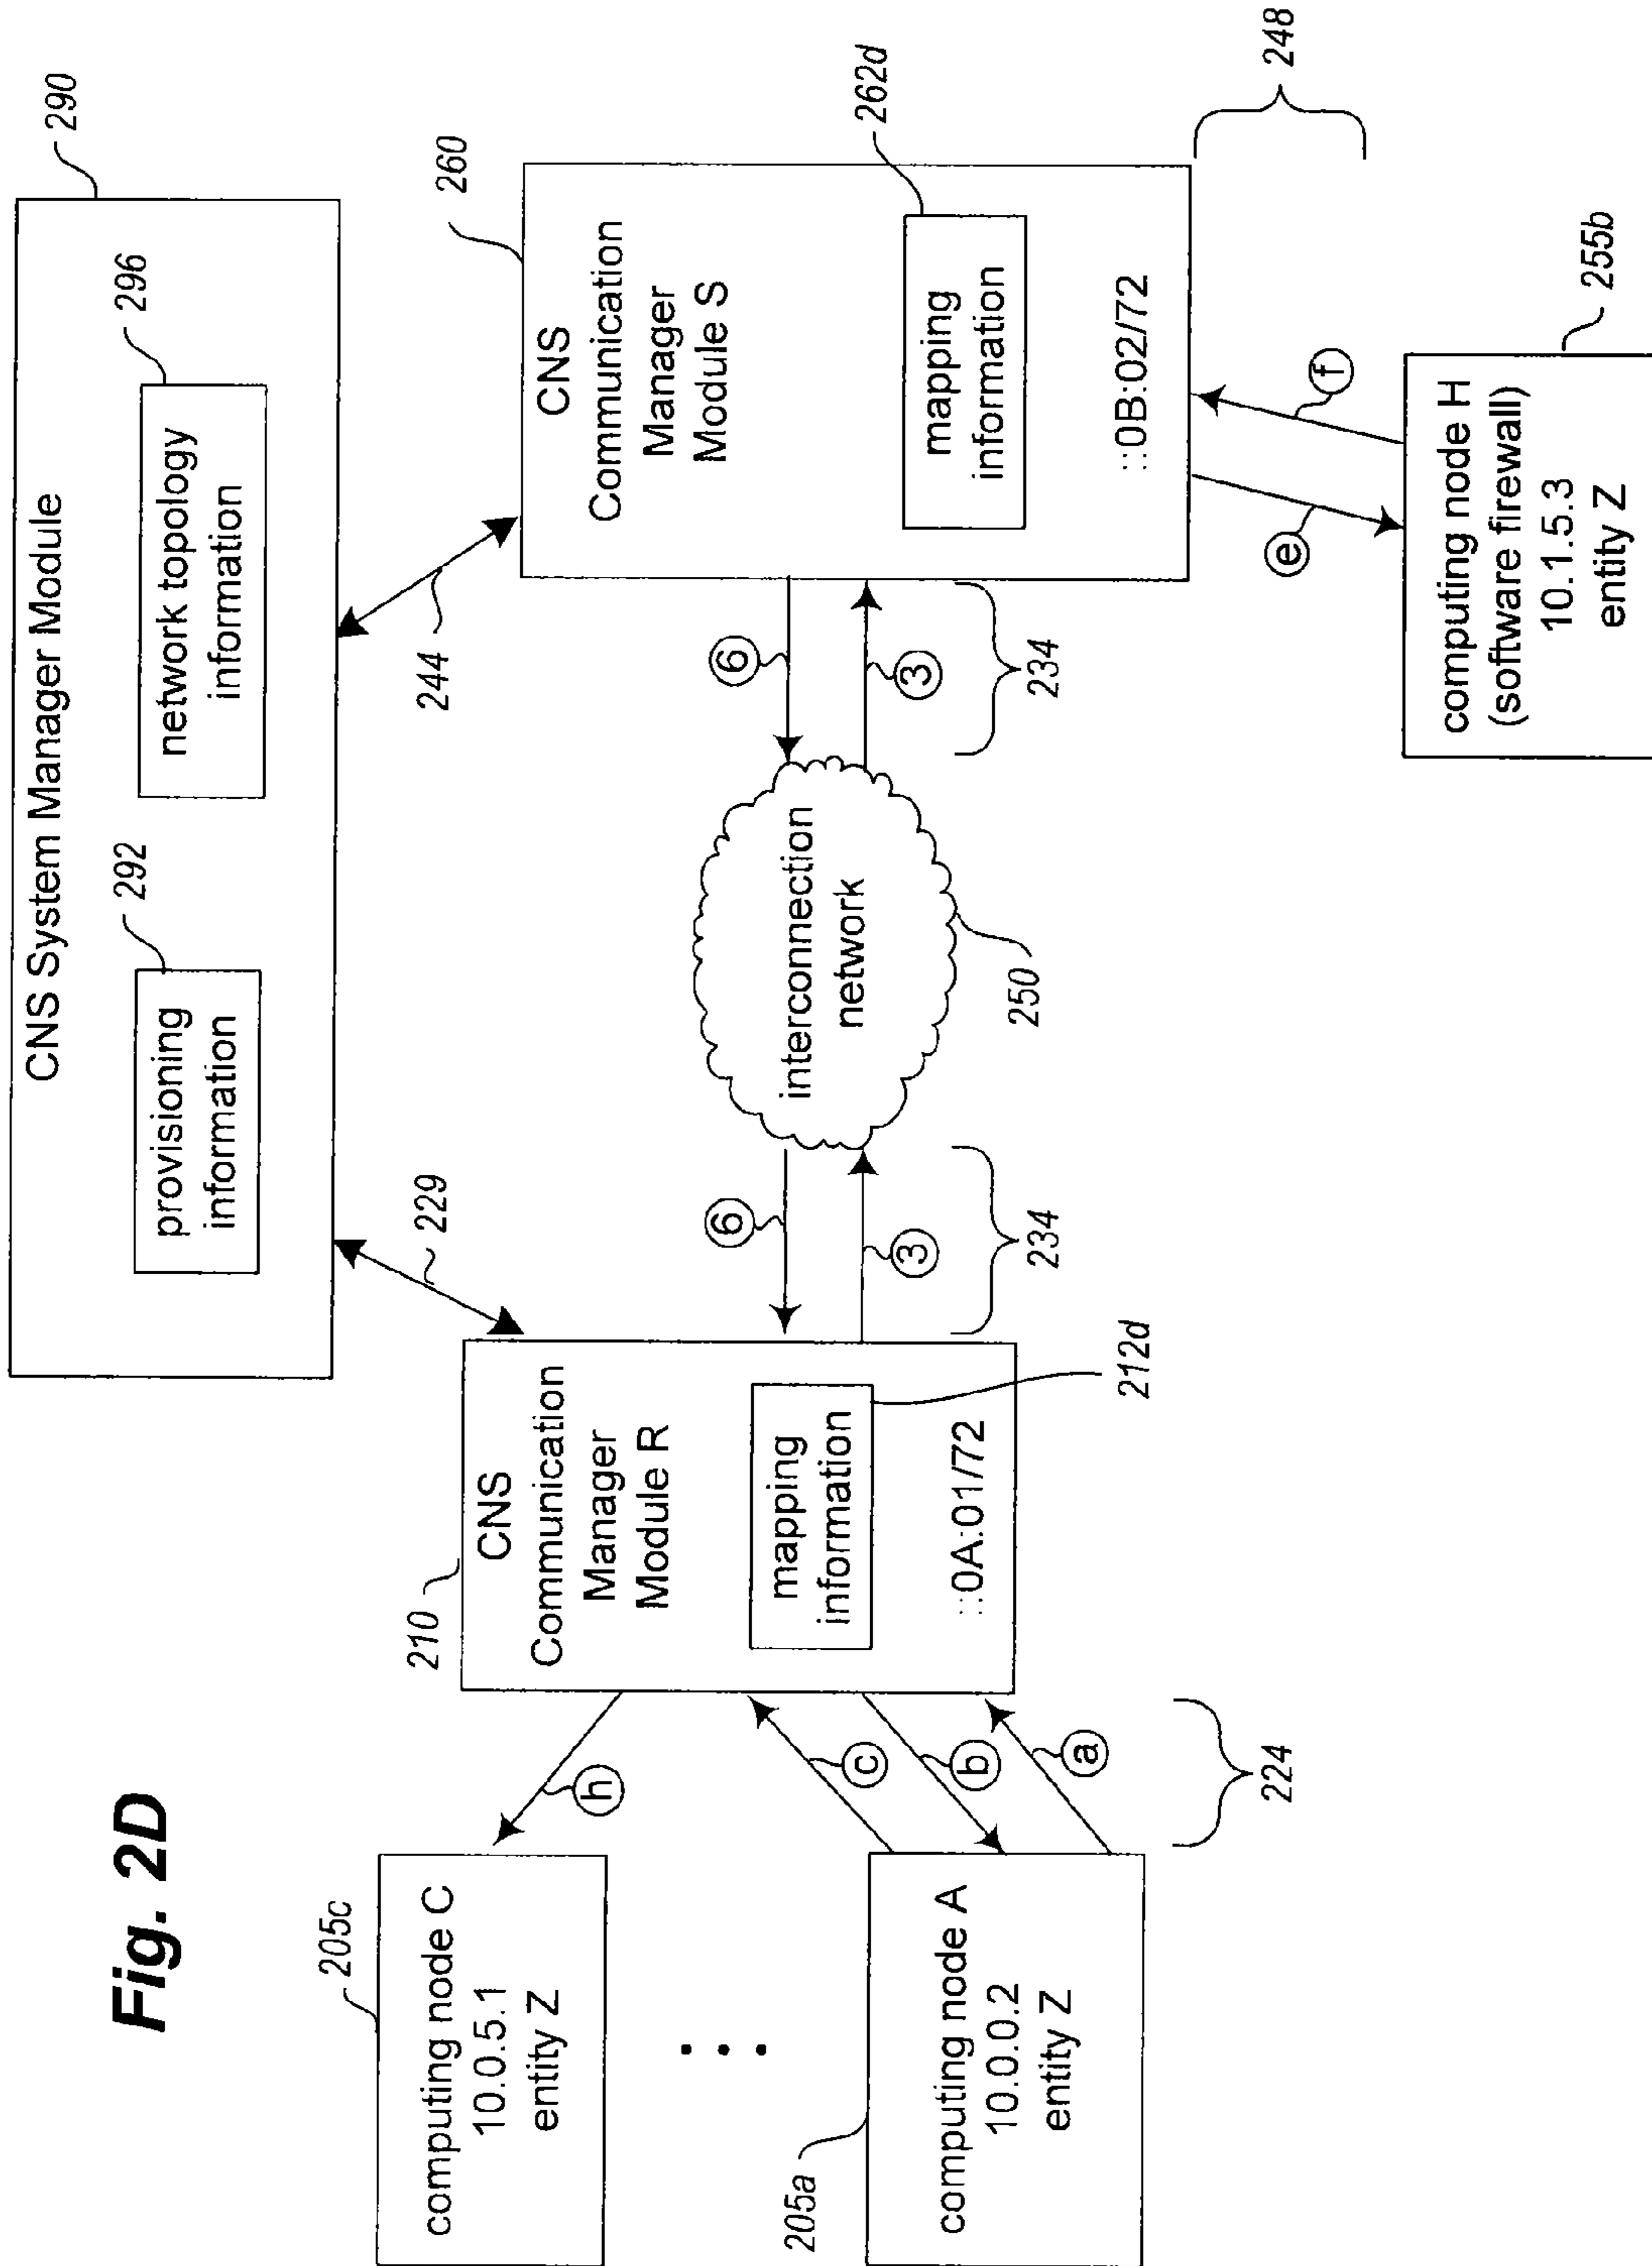 Fig. 2D
CNS System Manager Module
290
provisioning
information
292
network topology
information
296
229
244
210
CNS
Communication
Manager
Module R
mapping
information
212d
::0A:01/72
260
CNS
Communication
Manager
Module S
mapping
information
262d
::0B:02/72
6
3
234
interconnection
network
250
6
3
234
205c
computing node C
10.0.5.1
entity Z
h
205a
computing node A
10.0.0.2
entity Z
c
b
a
224
e
f
248
computing node H
(software firewall)
10.1.5.3
entity Z
255b